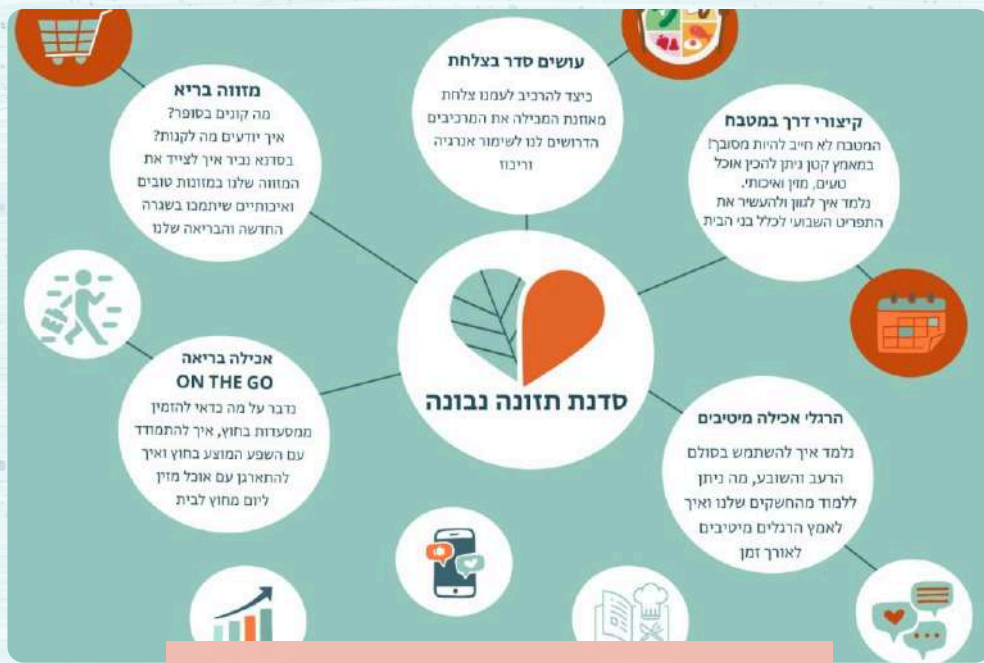 עושים סדר בצלחת
כיצד להרכיב לעמנו צלחת
מאוזנת המכילה את המרכיבים
הדרושים לנו לשימור אנרגיה
וריכוז
קיצורי דרך במטבח
המטבח לא חייב להיות מסובך!
במאמץ קטן ניתן להכין אוכל
טעים, מזין ואיכותי.
נלמד איך לגוון ולהעשיר את
התפריט השבועי לכלל בני הבית
מזווה בריא
מה קונים בסופר?
איך יודעים מה לקנות?
בסדנא נכיר איך לצייד את
המזווה שלנו במזונות טובים
ואיכותיים שיתמכו בשגרה
החדשה והבריאה שלנו
סדנת תזונה נבונה
הרגלי אכילה מיטיבים
נלמד איך להשתמש בסולם
הרעב והשובע, מה ניתן
ללמוד מהחשקים שלנו ואיך
לאמץ הרגלים מיטיבים
לאורך זמן
אכילה בריאה
ON THE GO
נדבר על מה כדאי להזמין
ממסעדות בחוץ, איך להתמודד
עם השפע המוצע בחוץ ואיך
להתארגן עם אוכל מזין
ליום מחוץ לבית